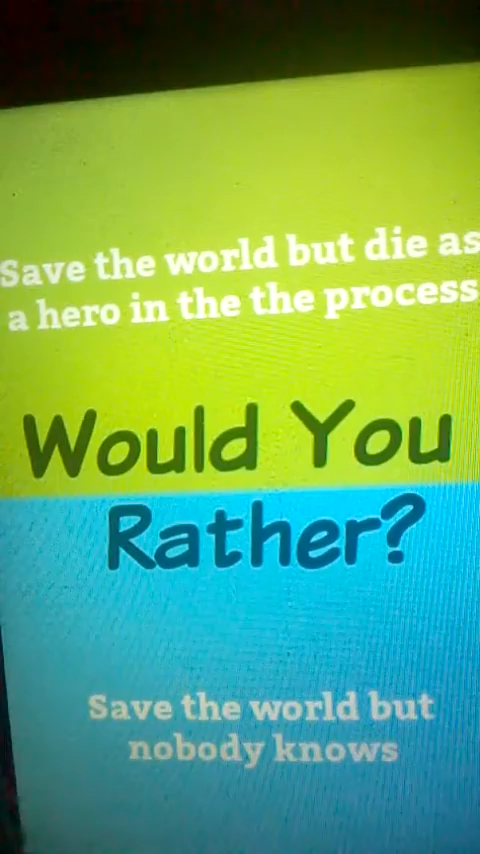 Save the world but die as
a hero in the the process
Would You
Rather?
Save the world but
nobody knows